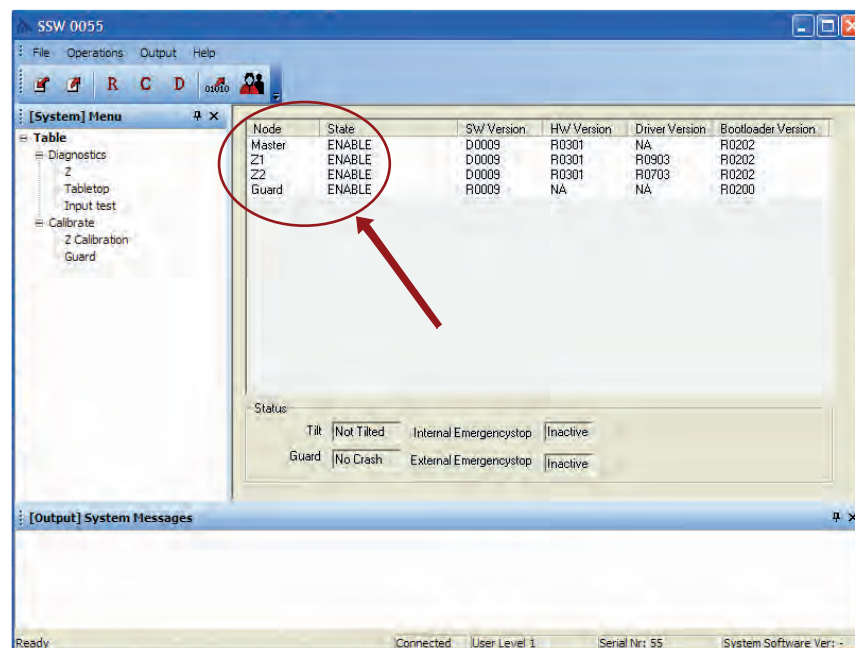 SSW 0055
File Operations Output Help
R C D 01010
[System] Menu
Table
Diagnostics
Z
Tabletop
Input test
Calibrate
Z Calibration
Guard
Node State SW Version HW Version Driver Version Bootloader Version
Master ENABLE D0009 R0301 NA R0202
Z1 ENABLE D0009 R0301 R0903 R0202
Z2 ENABLE D0009 R0301 R0703 R0202
Guard ENABLE R0009 NA NA R0200
Status
Tilt Not Tilted Internal Emergencystop Inactive
Guard No Crash External Emergencystop Inactive
[Output] System Messages
Ready Connected User Level 1 Serial Nr: 55 System Software Ver: -